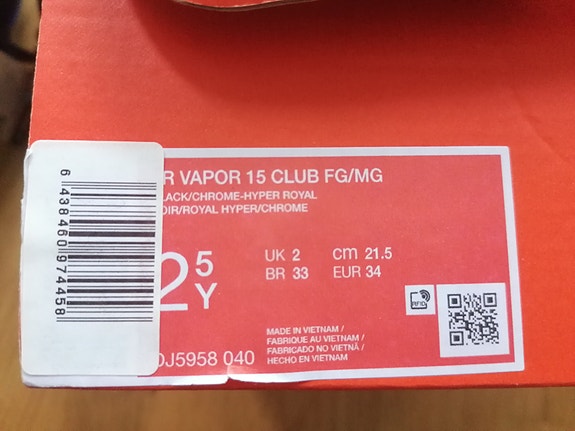 6 438460 974458
R VAPOR 15 CLUB FG/MG
LACK/CHROME-HYPER ROYAL
OIR/ROYAL HYPER/CHROME
2 5 Y
UK 2 cm 21.5
BR 33 EUR 34
RFID
MADE IN VIETNAM /
FABRIQUE AU VIETNAM /
FABRICADO NO VIETNÃ /
HECHO EN VIETNAM
DJ5958 040